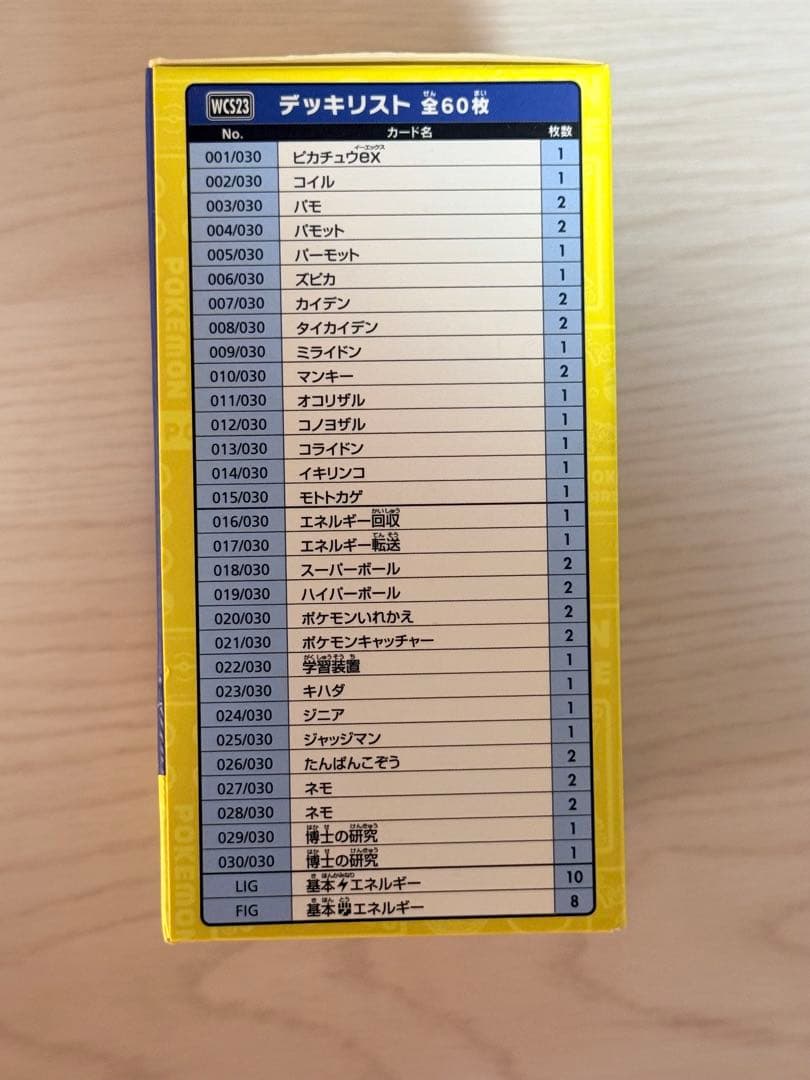 WCS23 デッキリスト 全60枚
No. カード名 枚数
001/030 ピカチュウex 1
002/030 コイル 1
003/030 パモ 2
004/030 パモット 2
005/030 パーモット 1
006/030 ズピカ 1
007/030 カイデン 2
008/030 タイカイデン 2
009/030 ミライドン 1
010/030 マンキー 2
011/030 オコリザル 1
012/030 コノヨザル 1
013/030 コライドン 1
014/030 イキリンコ 1
015/030 モトトカゲ 1
016/030 エネルギー回収 1
017/030 エネルギー転送 1
018/030 スーパーボール 2
019/030 ハイパーボール 2
020/030 ポケモンいれかえ 2
021/030 ポケモンキャッチャー 2
022/030 学習装置 1
023/030 キハダ 1
024/030 ジニア 1
025/030 ジャッジマン 1
026/030 たんぱんこぞう 2
027/030 ネモ 2
028/030 ネモ 2
029/030 博士の研究 1
030/030 博士の研究 1
LIG 基本エネルギー 10
FIG 基本エネルギー 8
POKEMON
POKEMON